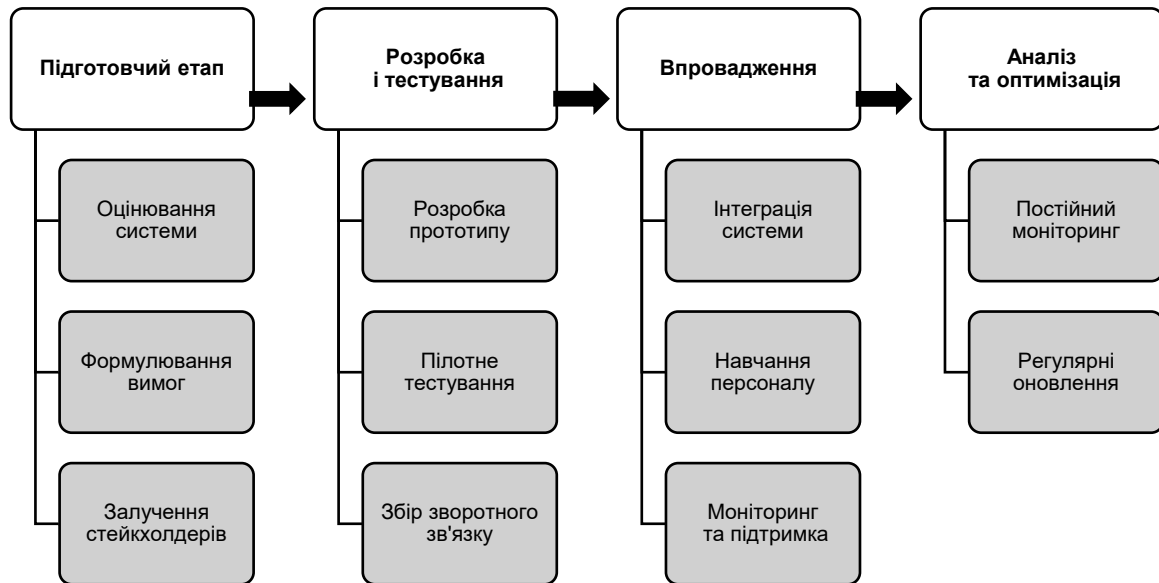 Підготовчий етап
Розробка
і тестування
Впровадження
Аналіз
та оптимізація
Оцінювання
системи
Розробка
прототипу
Інтеграція
системи
Постійний
моніторинг
Формулювання
вимог
Пілотне
тестування
Навчання
персоналу
Регулярні
оновлення
Залучення
стейкхолдерів
Збір зворотного
зв'язку
Моніторинг
та підтримка